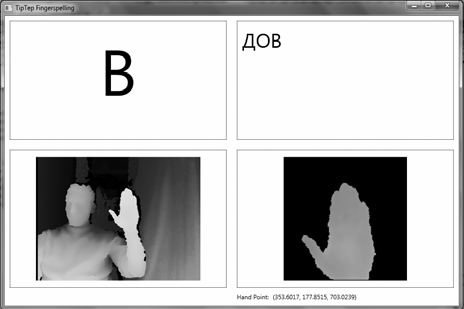 TipTep Fingerspelling
В
ДОВ
Hand Point: (353.6017, 177.8515, 703.0239)